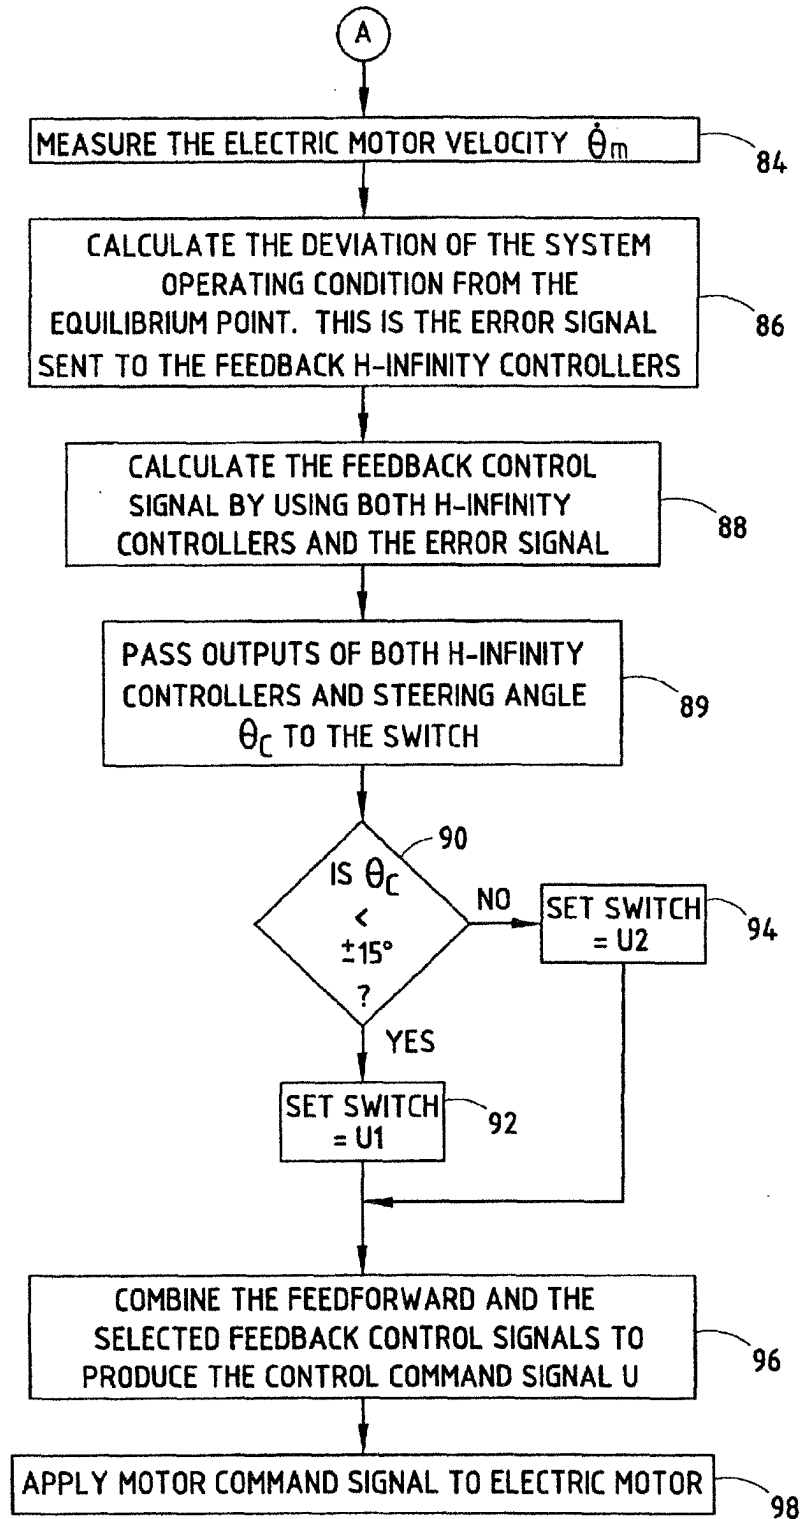 A
MEASURE THE ELECTRIC MOTOR VELOCITY θ̇m
84
CALCULATE THE DEVIATION OF THE SYSTEM
OPERATING CONDITION FROM THE
EQUILIBRIUM POINT. THIS IS THE ERROR SIGNAL
SENT TO THE FEEDBACK H-INFINITY CONTROLLERS
86
CALCULATE THE FEEDBACK CONTROL
SIGNAL BY USING BOTH H-INFINITY
CONTROLLERS AND THE ERROR SIGNAL
88
PASS OUTPUTS OF BOTH H-INFINITY
CONTROLLERS AND STEERING ANGLE
θC TO THE SWITCH
89
90
IS θC
<
±15°
?
NO
SET SWITCH
= U2
94
YES
SET SWITCH
= U1
92
COMBINE THE FEEDFORWARD AND THE
SELECTED FEEDBACK CONTROL SIGNALS TO
PRODUCE THE CONTROL COMMAND SIGNAL U
96
APPLY MOTOR COMMAND SIGNAL TO ELECTRIC MOTOR
98